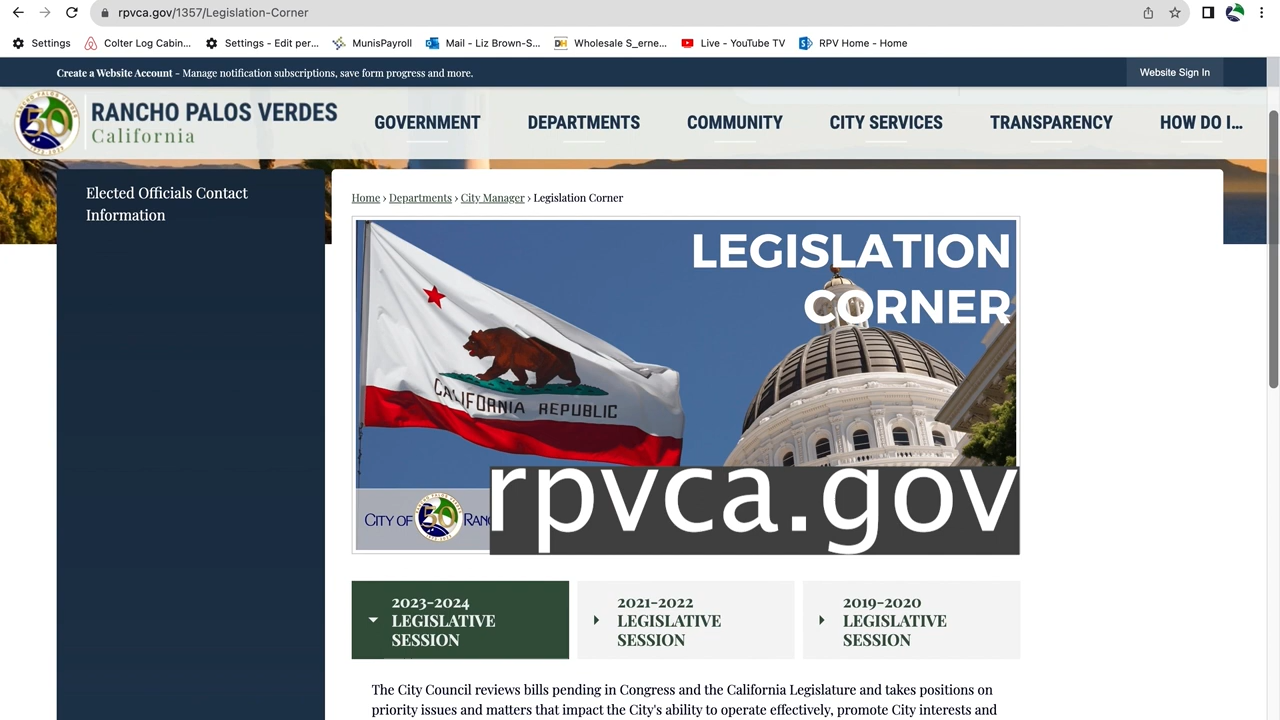 rpvca.gov/1357/Legislation-Corner
Settings
Colter Log Cabin...
Settings - Edit per...
MunisPayroll
Mail - Liz Brown-S...
Wholesale S_erne...
Live - YouTube TV
RPV Home - Home
Create a Website Account - Manage notification subscriptions, save form progress and more.
Website Sign In
RANCHO PALOS VERDES
California
50
GOVERNMENT
DEPARTMENTS
COMMUNITY
CITY SERVICES
TRANSPARENCY
HOW DO I...
Elected Officials Contact
Information
Home › Departments › City Manager › Legislation Corner
LEGISLATION
CORNER
CALIFORNIA REPUBLIC
CITY OF
50
rpvca.gov
2023-2024
LEGISLATIVE
SESSION
2021-2022
LEGISLATIVE
SESSION
2019-2020
LEGISLATIVE
SESSION
The City Council reviews bills pending in Congress and the California Legislature and takes positions on
priority issues and matters that impact the City's ability to operate effectively, promote City interests and